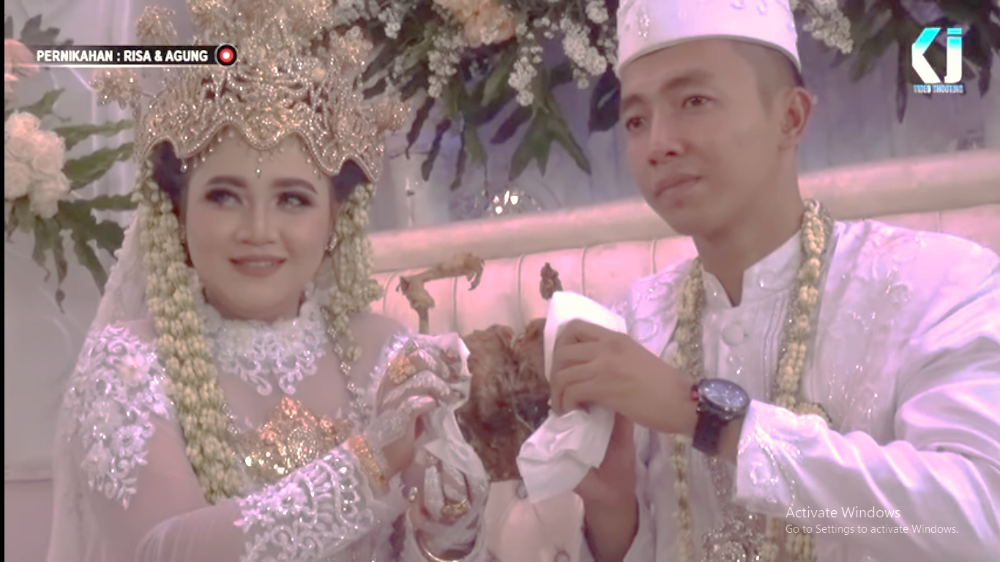 PERNIKAHAN : RISA & AGUNG
KJ
VIDEO SHOOTING
Activate Windows
Go to Settings to activate Windows.